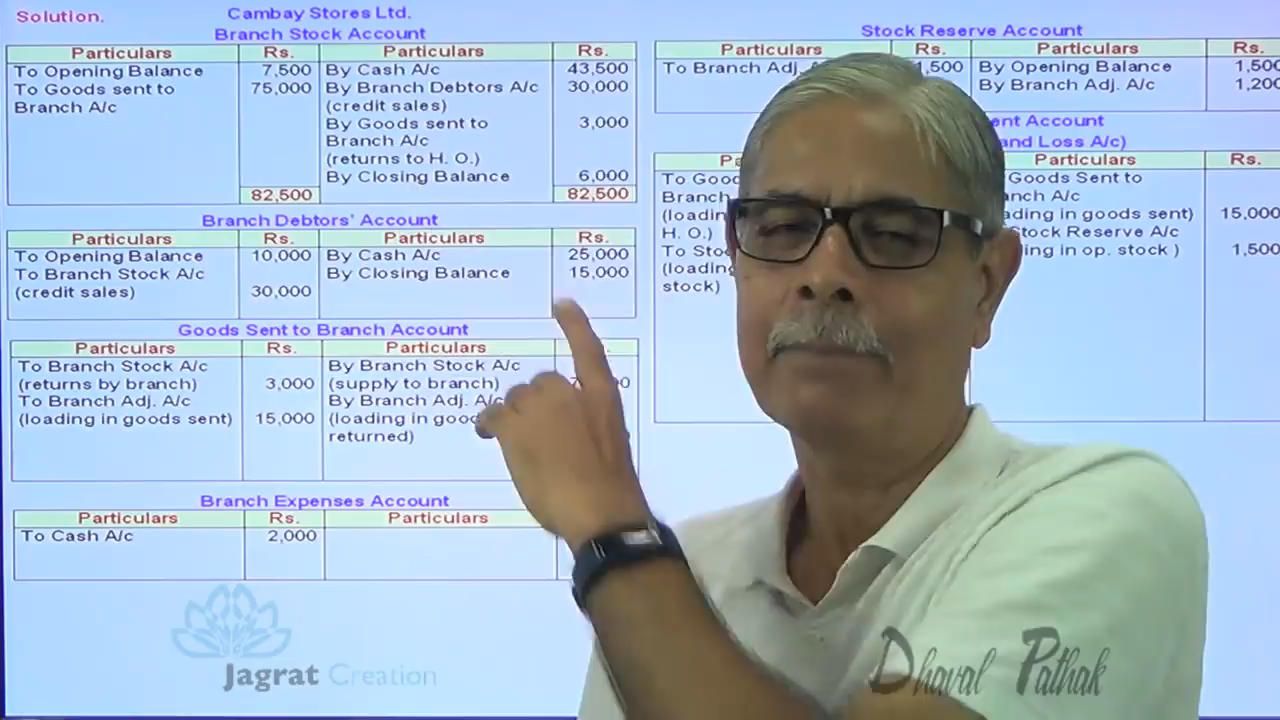 Solution.
Cambay Stores Ltd.
Branch Stock Account
Particulars Rs. Particulars Rs.
To Opening Balance 7,500 By Cash A/c 43,500
To Goods sent to 75,000 By Branch Debtors A/c 30,000
Branch A/c (credit sales)
By Goods sent to 3,000
Branch A/c
(returns to H. O.)
By Closing Balance 6,000
82,500 82,500
Branch Debtors' Account
Particulars Rs. Particulars Rs.
To Opening Balance 10,000 By Cash A/c 25,000
To Branch Stock A/c By Closing Balance 15,000
(credit sales) 30,000
Goods Sent to Branch Account
Particulars Rs. Particulars
To Branch Stock A/c By Branch Stock A/c
(returns by branch) 3,000 (supply to branch)
To Branch Adj. A/c By Branch Adj. A/c
(loading in goods sent) 15,000 (loading in
returned)
Branch Expenses Account
Particulars Rs. Particulars
To Cash A/c 2,000
Stock Reserve Account
Particulars Rs. Particulars Rs.
To Branch Adj. 1,500 By Opening Balance 1,500
By Branch Adj. A/c 1,200
Account
and Loss A/c)
Particulars Rs.
To Goods Sent to
Branch A/c
(loading in goods sent) 15,000
H. O.) Stock Reserve A/c
To in op. stock ) 1,500
(loading
stock)
Jagrat Creation
Dhaval Pathak